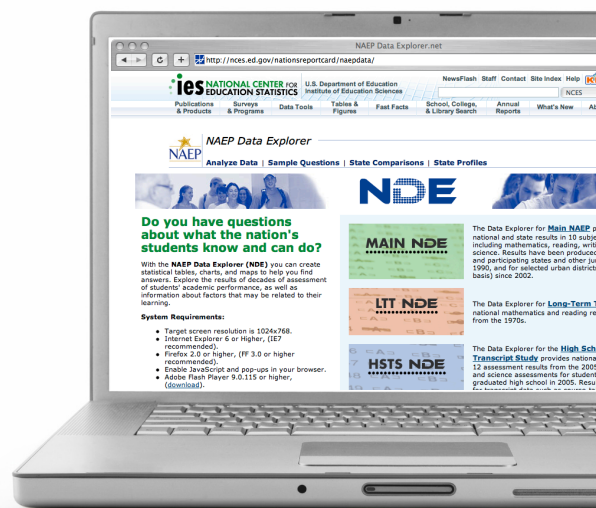 NAEP Data Explorer.net
http://nces.ed.gov/nationsreportcard/naepdata/
ies NATIONAL CENTER FOR EDUCATION STATISTICS
U.S. Department of Education
Institute of Education Sciences
NewsFlash Staff Contact Site Index Help
NCES
Publications & Products
Surveys & Programs
Data Tools
Tables & Figures
Fast Facts
School, College, & Library Search
Annual Reports
What's New
Ab
NAEP
NAEP Data Explorer
Analyze Data | Sample Questions | State Comparisons | State Profiles
NDE
Do you have questions
about what the nation's
students know and can do?
With the NAEP Data Explorer (NDE) you can create
statistical tables, charts, and maps to help you find
answers. Explore the results of decades of assessment
of students' academic performance, as well as
information about factors that may be related to their
learning.
System Requirements:
Target screen resolution is 1024x768.
Internet Explorer 6 or Higher, (IE7
recommended).
Firefox 2.0 or higher, (FF 3.0 or higher
recommended).
Enable JavaScript and pop-ups in your browser.
Adobe Flash Player 9.0.115 or higher,
(download).
MAIN NDE
The Data Explorer for Main NAEP p
national and state results in 10 subje
including mathematics, reading, writi
science. Results have been produced
and participating states and other jur
1990, and for selected urban districts
basis) since 2002.
LTT NDE
The Data Explorer for Long-Term T
national mathematics and reading re
from the 1970s.
HSTS NDE
The Data Explorer for the High Sch
Transcript Study provides national
12 assessment results from the 2005
and science assessments for student
graduated high school in 2005. Resu